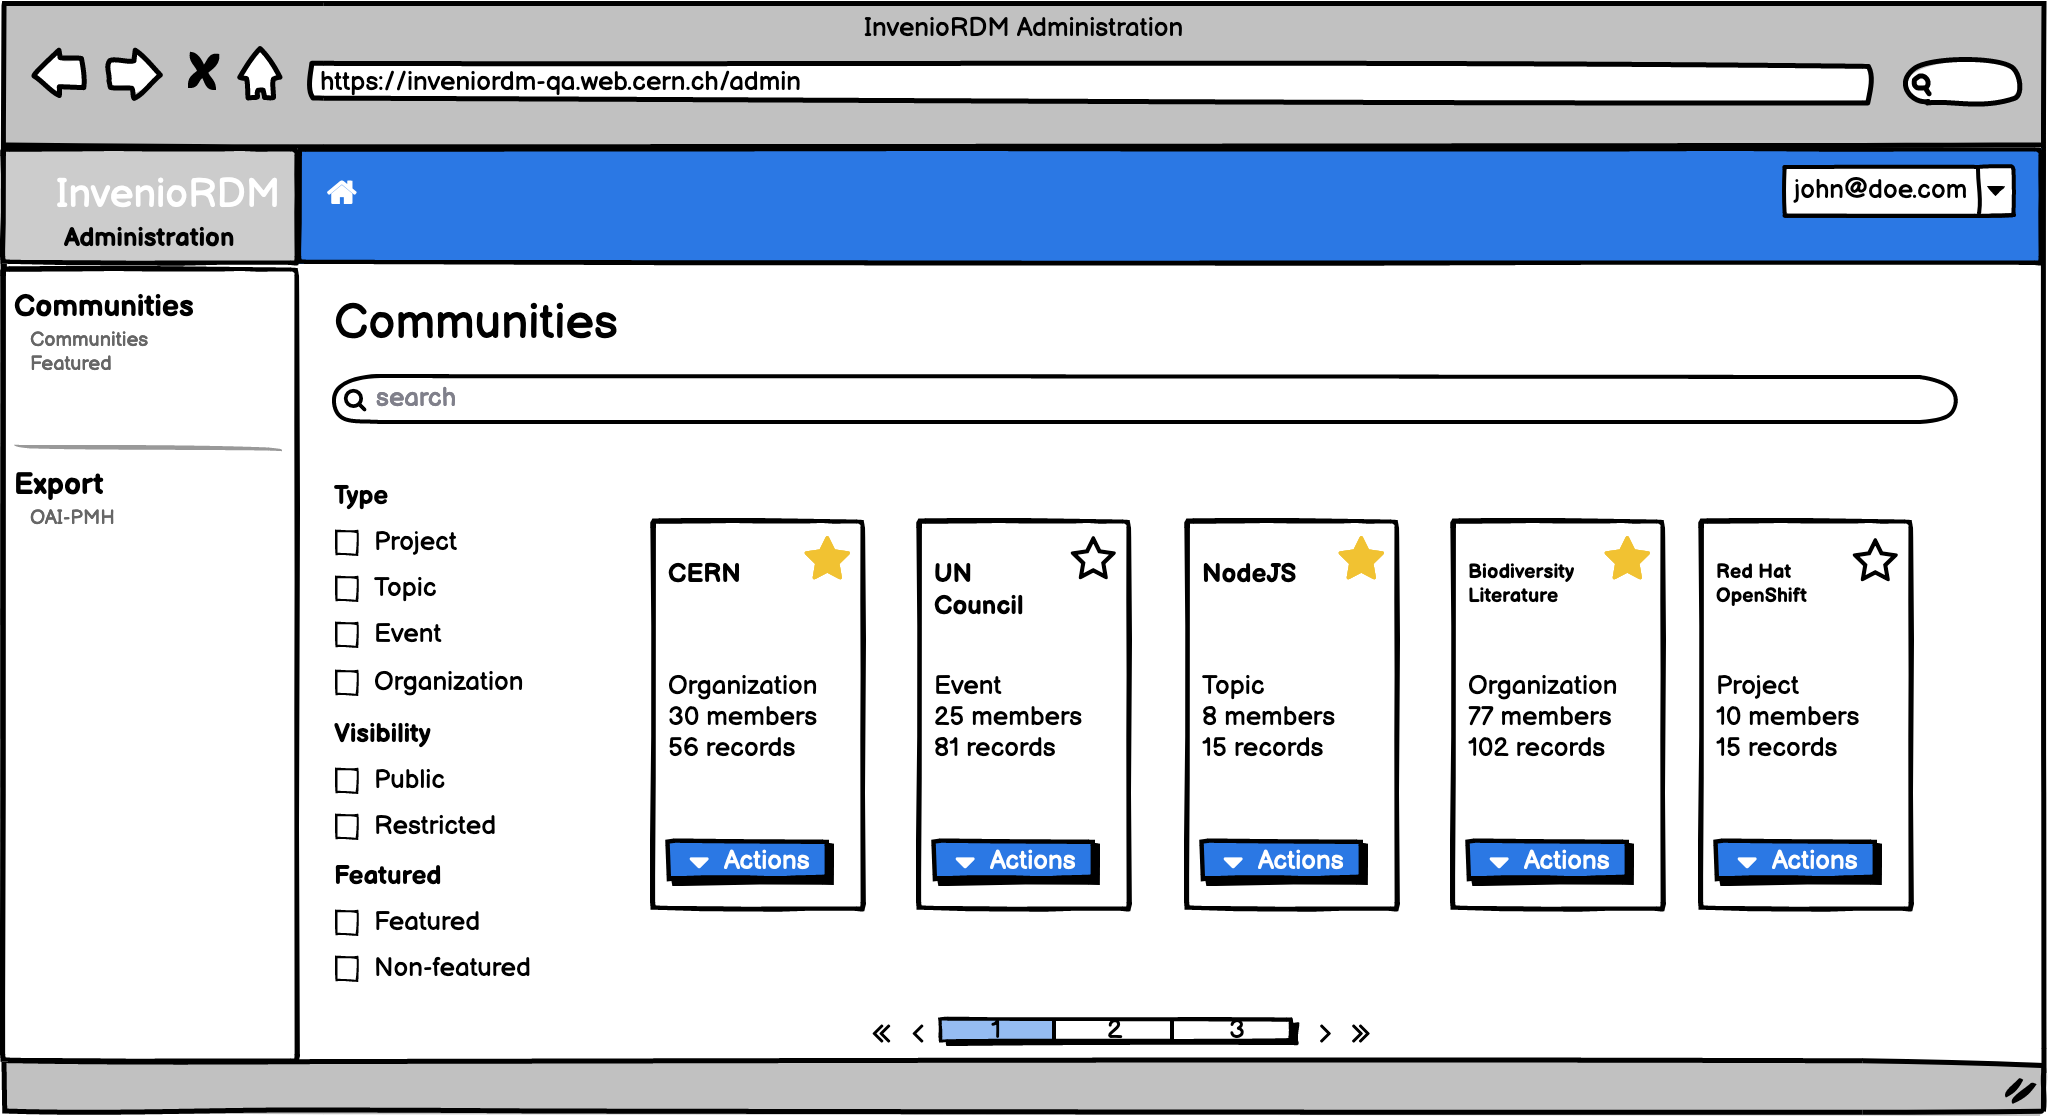 InvenioRDM Administration
https://inveniordm-qa.web.cern.ch/admin
InvenioRDM
Administration
john@doe.com
Communities
Communities
Featured
Export
OAI-PMH
Communities
search
Type
Project
Topic
Event
Organization
Visibility
Public
Restricted
Featured
Featured
Non-featured
CERN
Organization
30 members
56 records
Actions
UN
Council
Event
25 members
81 records
Actions
NodeJS
Topic
8 members
15 records
Actions
Biodiversity
Literature
Organization
77 members
102 records
Actions
Red Hat
OpenShift
Project
10 members
15 records
Actions
« < 1 2 3 > »